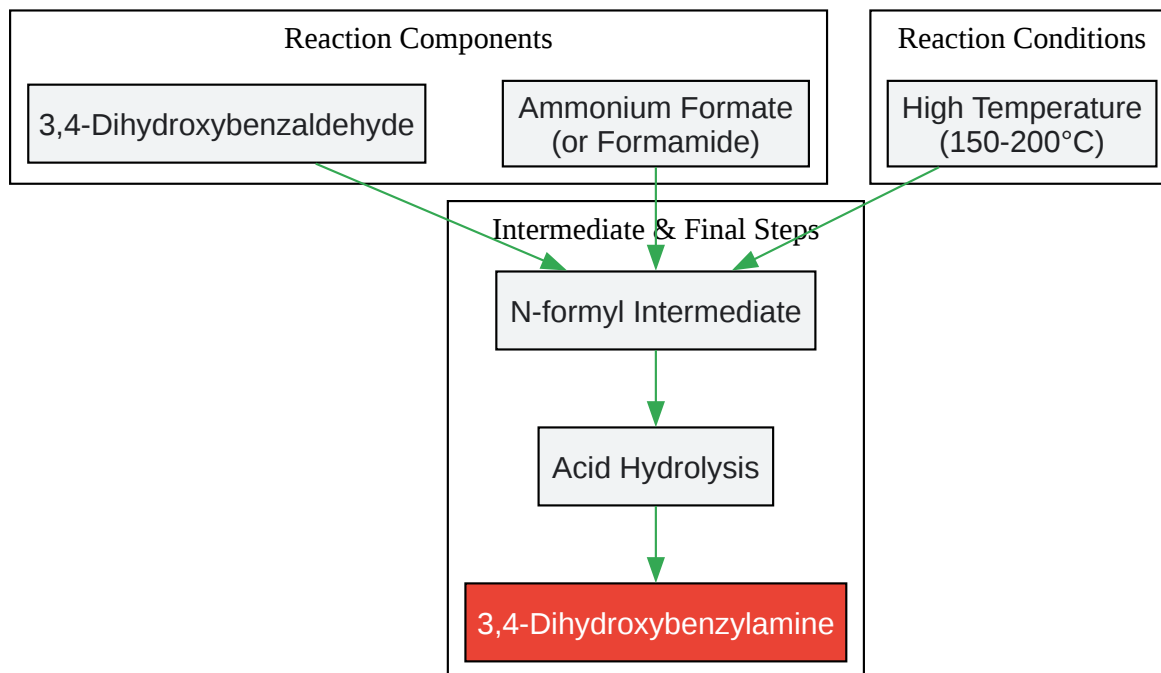 Reaction Components
3,4-Dihydroxybenzaldehyde
Ammonium Formate
(or Formamide)
Reaction Conditions
High Temperature
(150-200°C)
Intermediate & Final Steps
N-formyl Intermediate
Acid Hydrolysis
3,4-Dihydroxybenzylamine